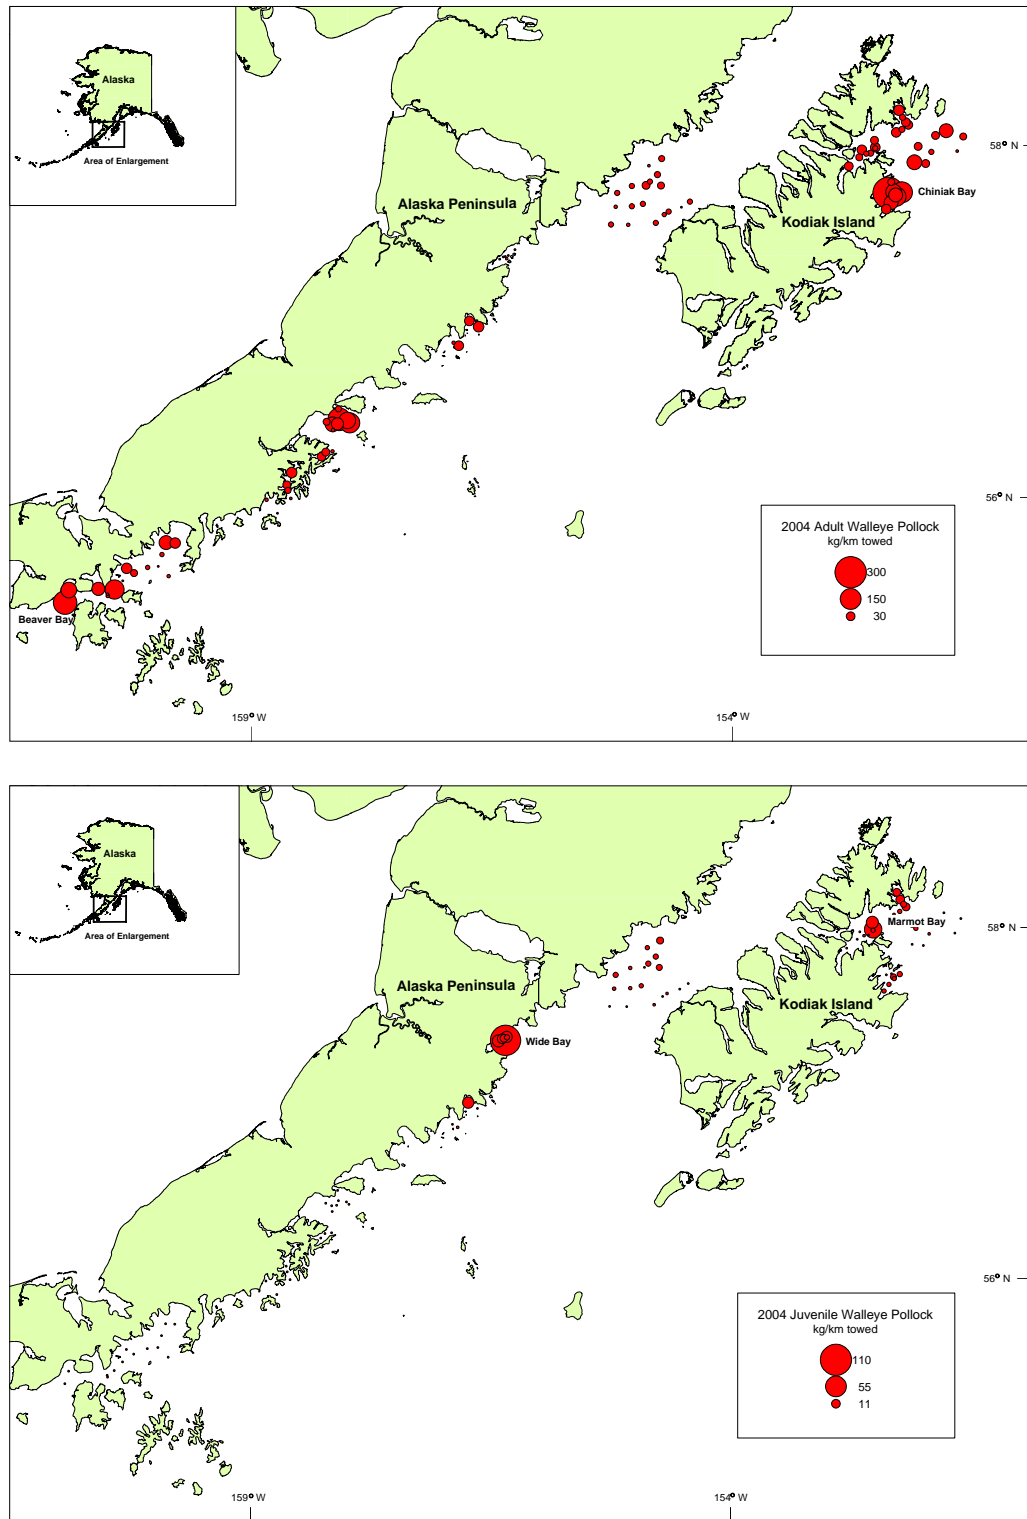 Alaska
Area of Enlargement
58° N
Alaska Peninsula
Chiniak Bay
Kodiak Island
56° N
2004 Adult Walleye Pollock
kg/km towed
300
150
30
Beaver Bay
159° W
154° W
Alaska
Area of Enlargement
Marmot Bay
58° N
Alaska Peninsula
Kodiak Island
Wide Bay
56° N
2004 Juvenile Walleye Pollock
kg/km towed
110
55
11
159° W
154° W